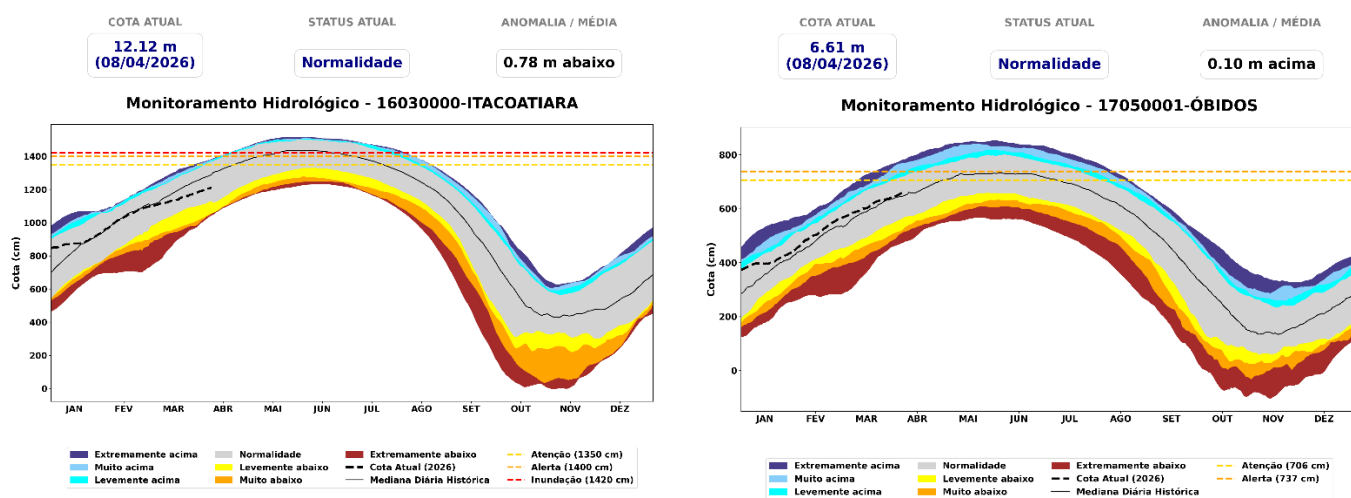 COTA ATUAL
STATUS ATUAL
ANOMALIA / MÉDIA
12.12 m
(08/04/2026)
Normalidade
0.78 m abaixo
Monitoramento Hidrológico - 16030000-ITACOATIARA
Cota (cm)
1400
1200
1000
800
600
400
200
0
JAN
FEV
MAR
ABR
MAI
JUN
JUL
AGO
SET
OUT
NOV
DEZ
Extremamente acima
Muito acima
Levemente acima
Normalidade
Levemente abaixo
Muito abaixo
Extremamente abaixo
Cota Atual (2026)
Mediana Diária Histórica
Atenção (1350 cm)
Alerta (1400 cm)
Inundação (1420 cm)
COTA ATUAL
STATUS ATUAL
ANOMALIA / MÉDIA
6.61 m
(08/04/2026)
Normalidade
0.10 m acima
Monitoramento Hidrológico - 17050001-ÓBIDOS
Cota (cm)
800
600
400
200
0
JAN
FEV
MAR
ABR
MAI
JUN
JUL
AGO
SET
OUT
NOV
DEZ
Extremamente acima
Muito acima
Levemente acima
Normalidade
Levemente abaixo
Muito abaixo
Extremamente abaixo
Cota Atual (2026)
Mediana Diária Histórica
Atenção (706 cm)
Alerta (737 cm)